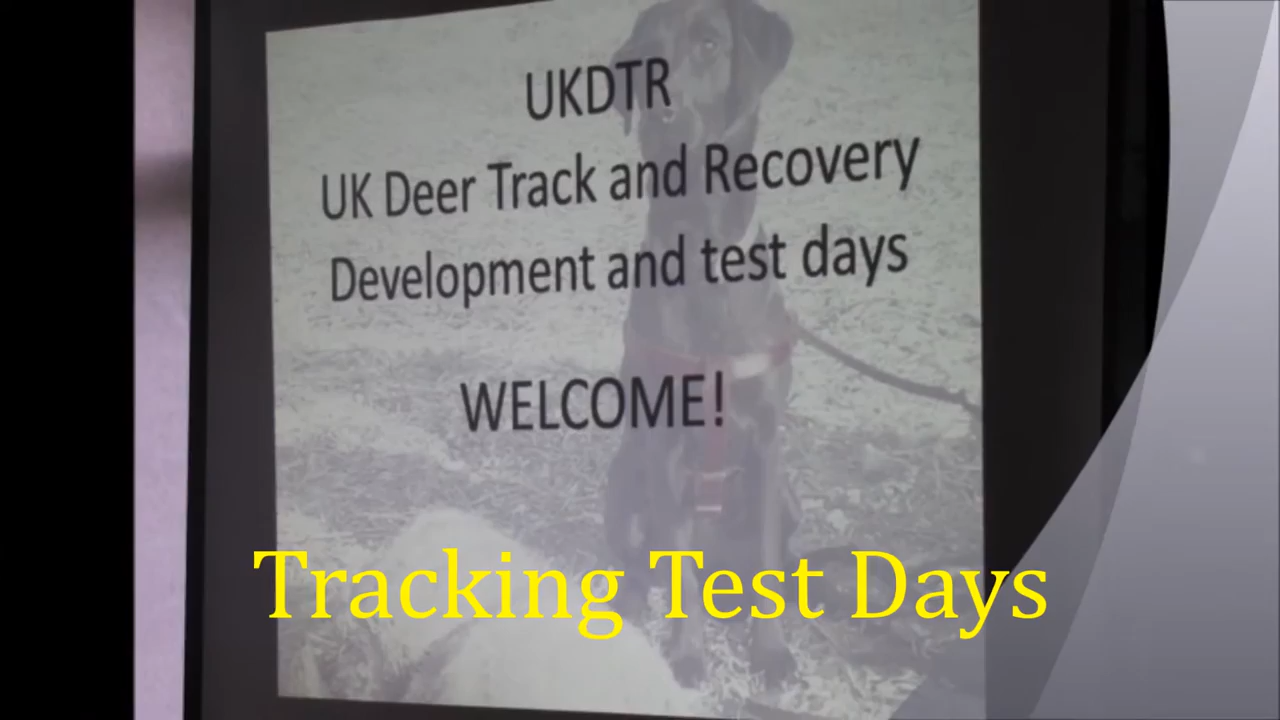 UKDTR
UK Deer Track and Recovery
Development and test days
WELCOME!
Tracking Test Days